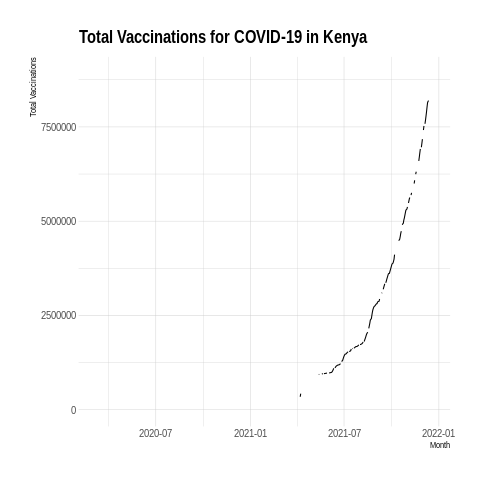 Total Vaccinations for COVID-19 in Kenya
Total Vaccinations
7500000
5000000
2500000
0
2020-07 2021-01 2021-07 2022-01
Month